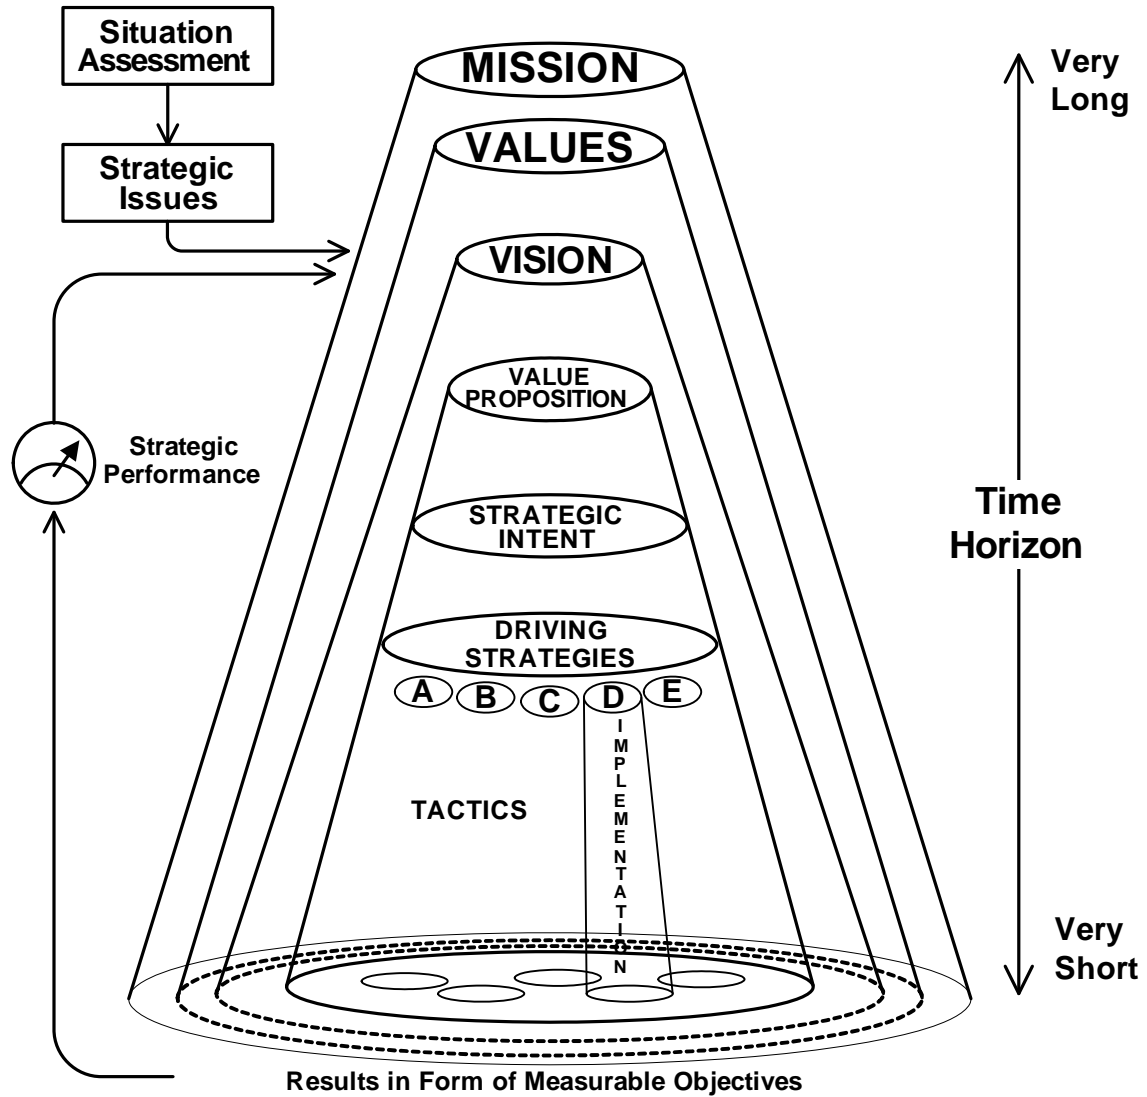 Situation
Assessment
Strategic
Issues
MISSION
VALUES
VISION
VALUE
PROPOSITION
STRATEGIC
INTENT
DRIVING
STRATEGIES
A B C D E
IMPLEMENTATION
TACTICS
Strategic
Performance
Very
Long
Time
Horizon
Very
Short
Results in Form of Measurable Objectives